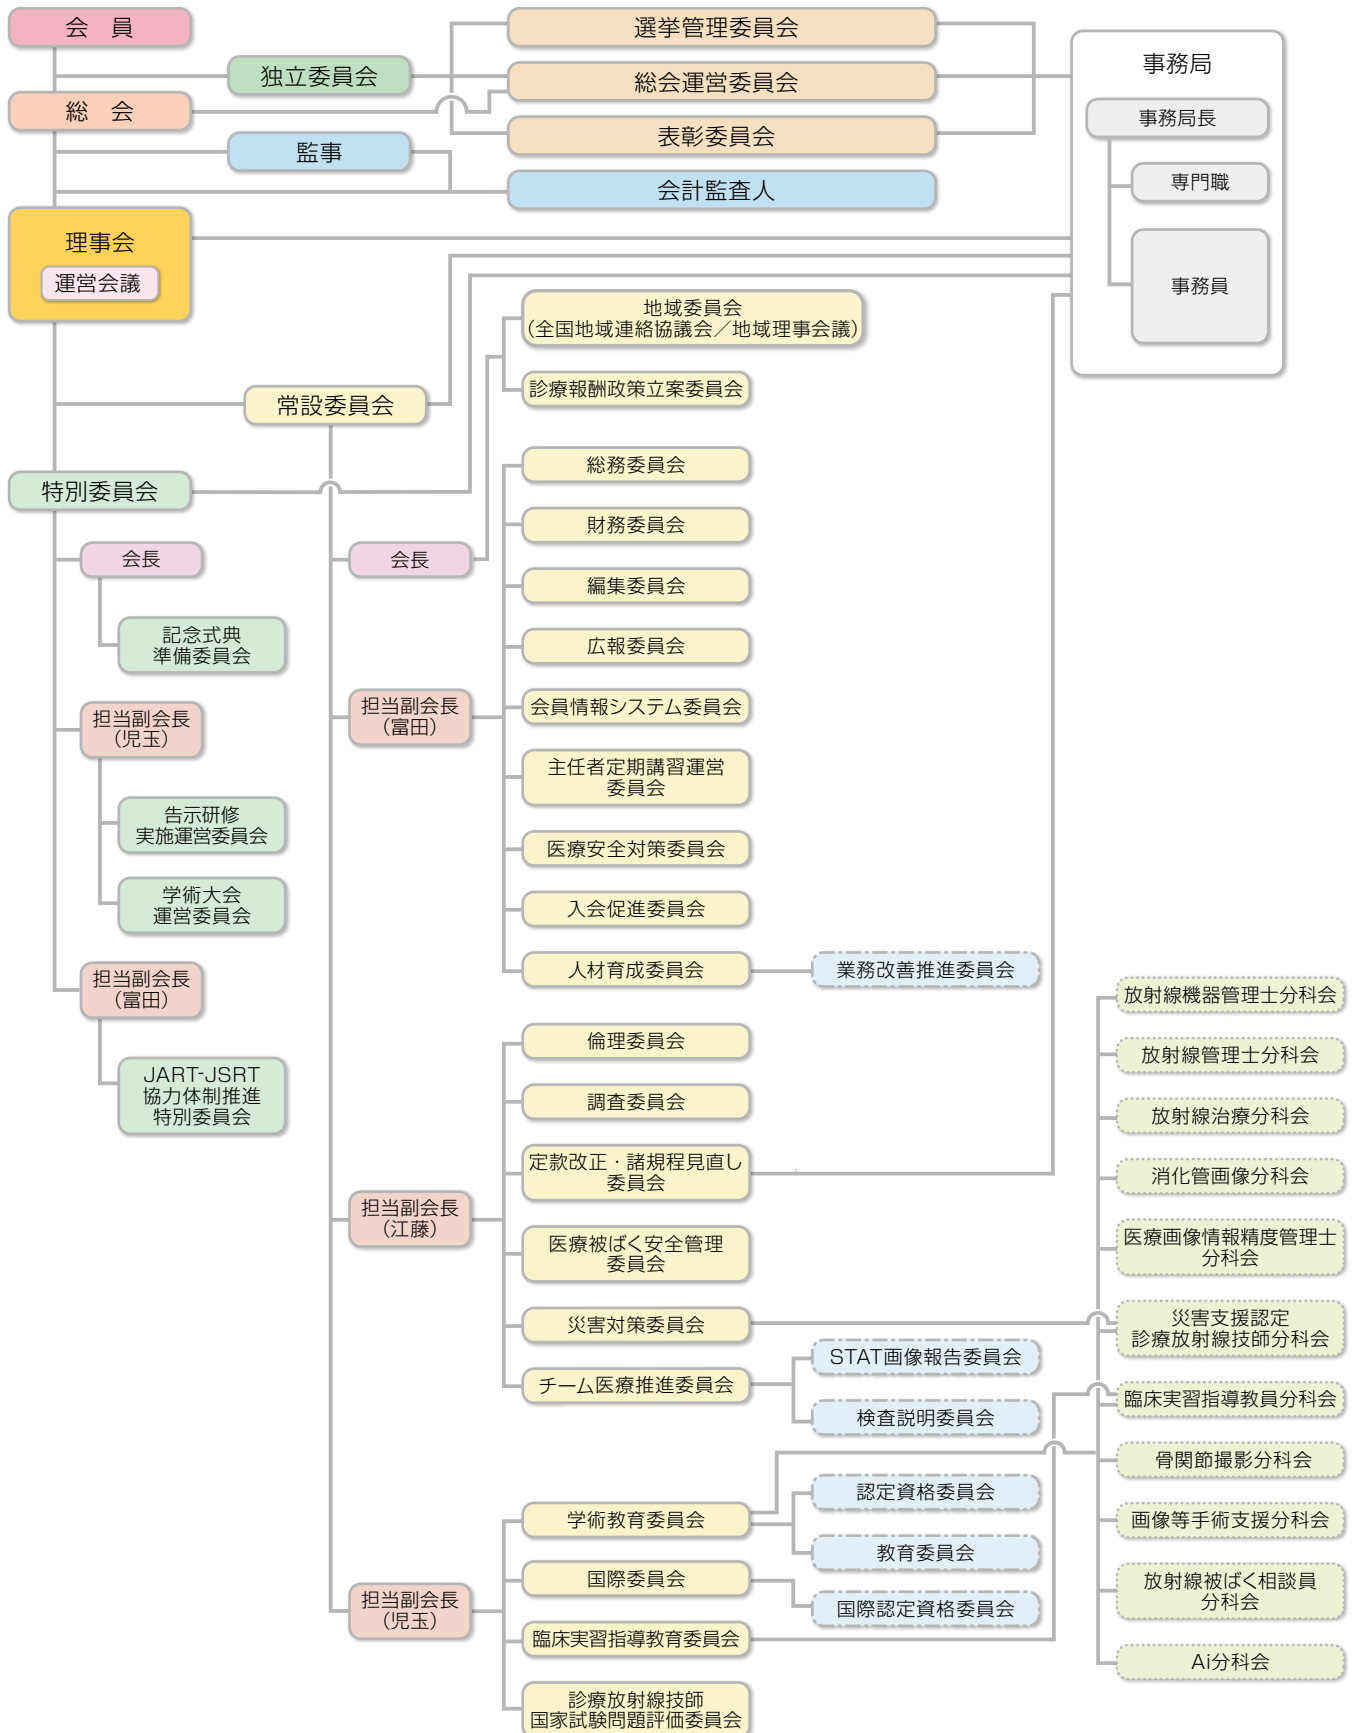 会　員
独立委員会
総　会
監事
理事会
運営会議
選挙管理委員会
総会運営委員会
表彰委員会
会計監査人
事務局
事務局長
専門職
事務員
常設委員会
特別委員会
会長
記念式典
準備委員会
担当副会長
（児玉）
告示研修
実施運営委員会
学術大会
運営委員会
担当副会長
（富田）
JART-JSRT
協力体制推進
特別委員会
会長
地域委員会
（全国地域連絡協議会／地域理事会議）
診療報酬政策立案委員会
担当副会長
（富田）
総務委員会
財務委員会
編集委員会
広報委員会
会員情報システム委員会
主任者定期講習運営
委員会
医療安全対策委員会
入会促進委員会
人材育成委員会
業務改善推進委員会
担当副会長
（江藤）
倫理委員会
調査委員会
定款改正・諸規程見直し
委員会
医療被ばく安全管理
委員会
災害対策委員会
チーム医療推進委員会
STAT画像報告委員会
検査説明委員会
担当副会長
（児玉）
学術教育委員会
認定資格委員会
教育委員会
国際委員会
国際認定資格委員会
臨床実習指導教育委員会
診療放射線技師
国家試験問題評価委員会
放射線機器管理士分科会
放射線管理士分科会
放射線治療分科会
消化管画像分科会
医療画像情報精度管理士
分科会
災害支援認定
診療放射線技師分科会
臨床実習指導教員分科会
骨関節撮影分科会
画像等手術支援分科会
放射線被ばく相談員
分科会
Ai分科会